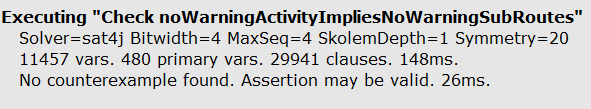 Executing "Check noWarningActivityImpliesNoWarningSubRoutes"
Solver=sat4j Bitwidth=4 MaxSeq=4 SkolemDepth=1 Symmetry=20
11457 vars. 480 primary vars. 29941 clauses. 148ms.
No counterexample found. Assertion may be valid. 26ms.